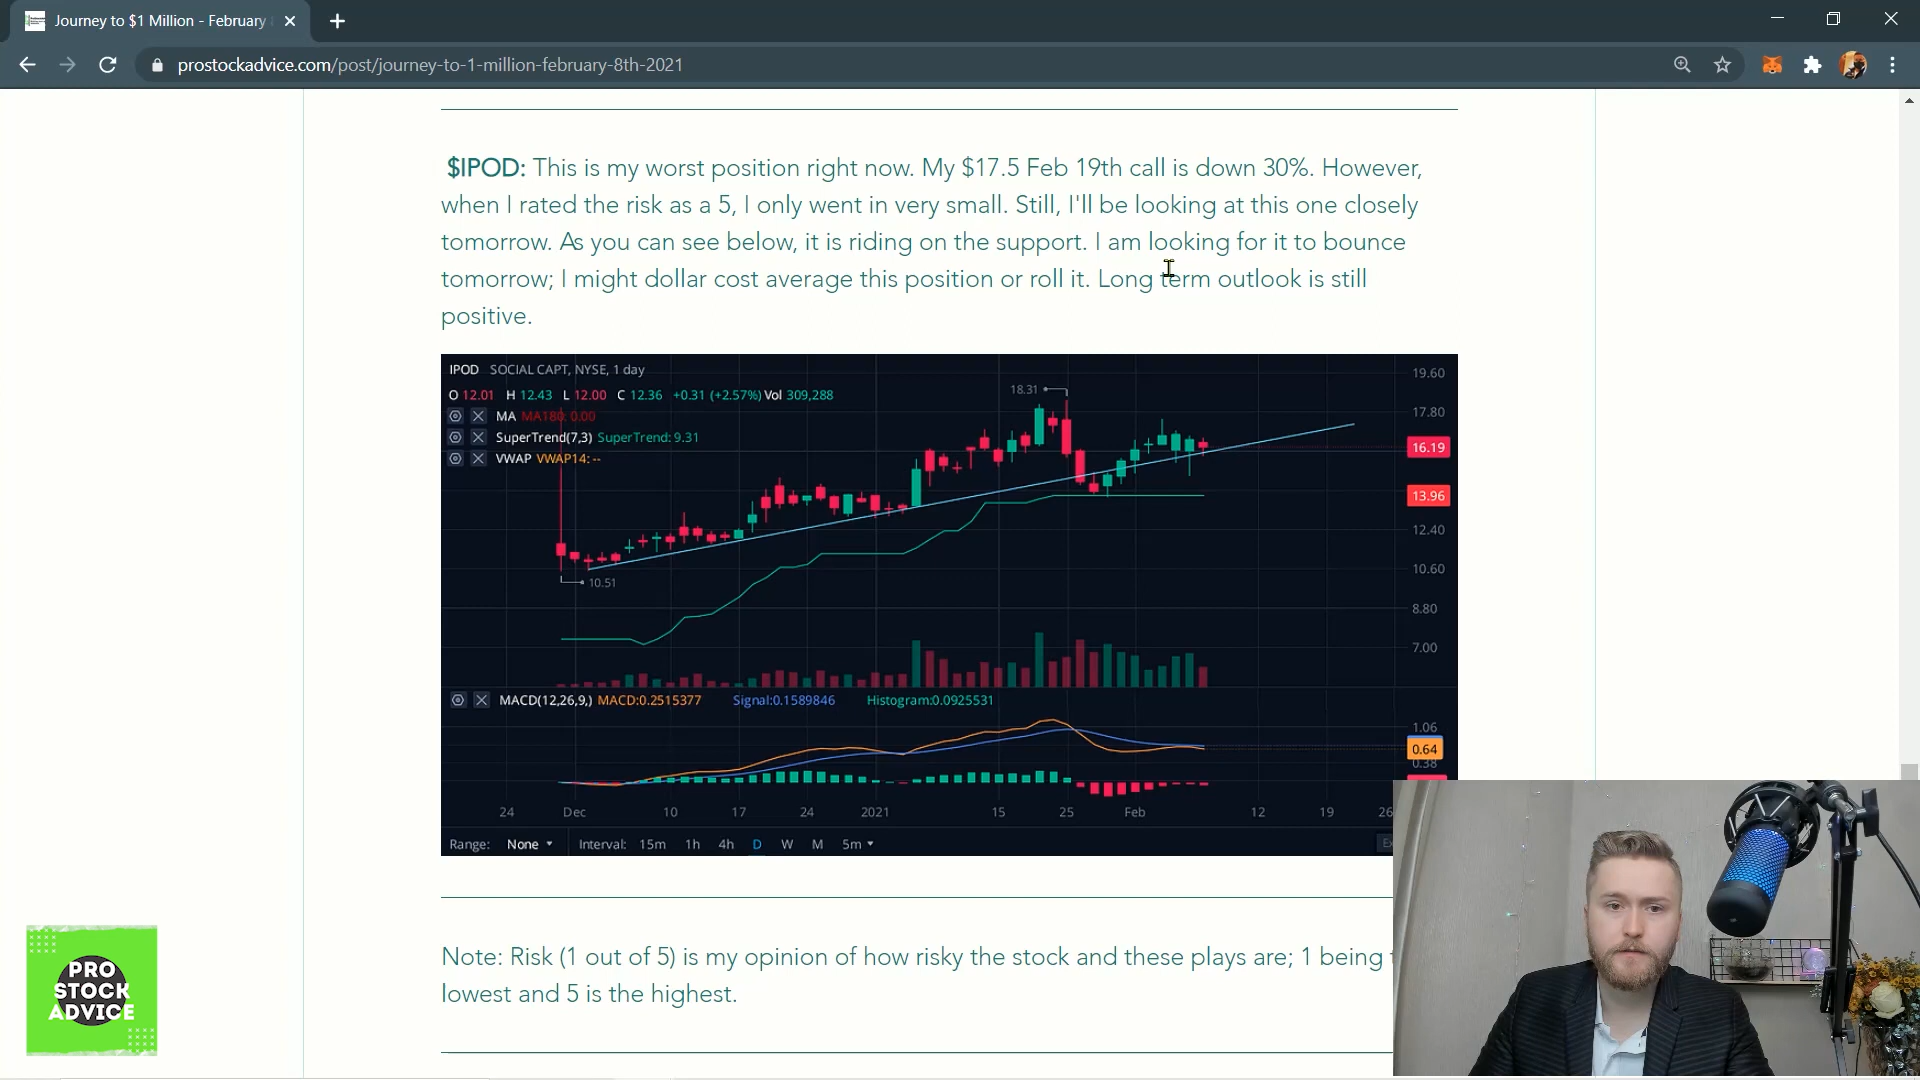 Journey to $1 Million - February
prostockadvice.com/post/journey-to-1-million-february-8th-2021
$IPOD: This is my worst position right now. My $17.5 Feb 19th call is down 30%. However,
when I rated the risk as a 5, I only went in very small. Still, I'll be looking at this one closely
tomorrow. As you can see below, it is riding on the support. I am looking for it to bounce
tomorrow; I might dollar cost average this position or roll it. Long term outlook is still
positive.
IPOD SOCIAL CAPT, NYSE, 1 day
O 12.01 H 12.43 L 12.00 C 12.36 +0.31 (+2.57%) Vol 309,288
MA MA180: 0.00
SuperTrend(7,3) SuperTrend: 9.31
VWAP VWAP14: --
18.31
10.51
19.60
17.80
16.19
13.96
12.40
10.60
8.80
7.00
MACD(12,26,9,) MACD:0.2515377 Signal:0.1589846 Histogram:0.0925531
1.06
0.64
0.38
24 Dec 10 17 24 2021 15 25 Feb 12 19 26
Range: None Interval: 15m 1h 4h D W M 5m
Note: Risk (1 out of 5) is my opinion of how risky the stock and these plays are; 1 being
lowest and 5 is the highest.
PRO
STOCK
ADVICE